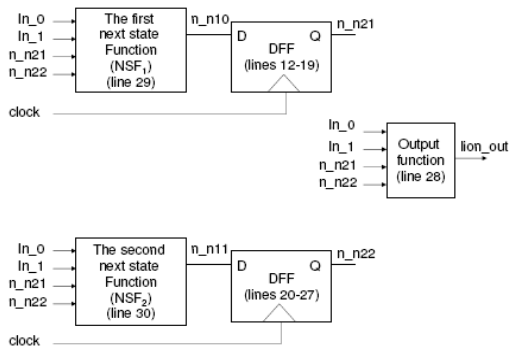 In_0
In_1
n_n21
n_n22
The first
next state
Function
(NSF1)
(line 29)
n_n10
D Q
DFF
(lines 12-19)
n_n21
clock
In_0
In_1
n_n21
n_n22
Output
function
(line 28)
lion_out
In_0
In_1
n_n21
n_n22
The second
next state
Function
(NSF2)
(line 30)
n_n11
D Q
DFF
(lines 20-27)
n_n22
clock